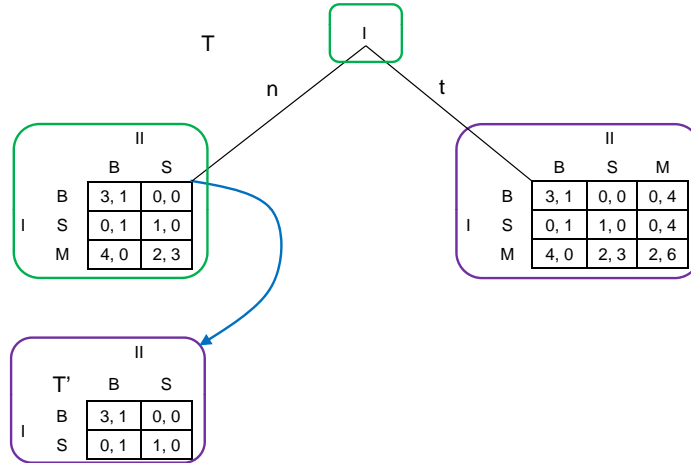 I
T
n
t
II
B S
B 3, 1 0, 0
I S 0, 1 1, 0
M 4, 0 2, 3
II
B S M
B 3, 1 0, 0 0, 4
I S 0, 1 1, 0 0, 4
M 4, 0 2, 3 2, 6
II
T' B S
B 3, 1 0, 0
I S 0, 1 1, 0